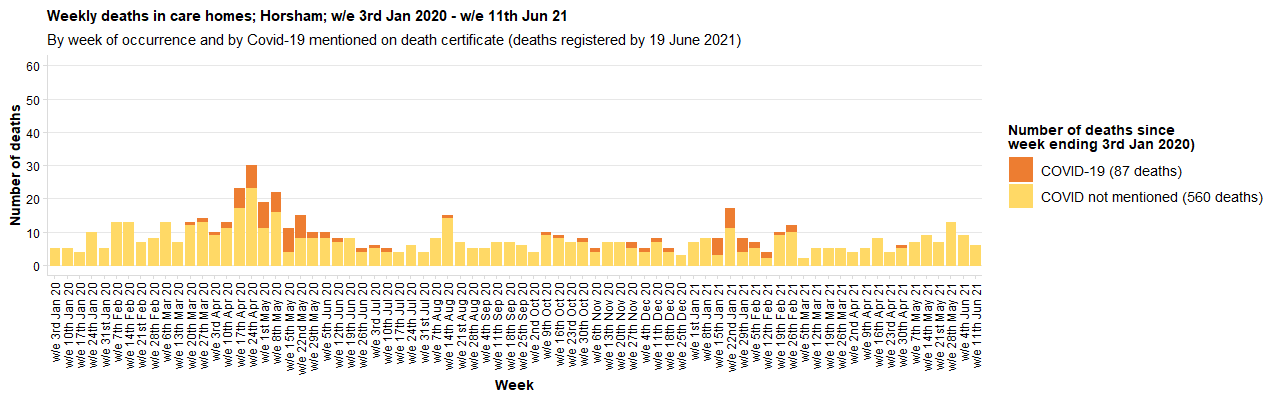 Weekly deaths in care homes; Horsham; w/e 3rd Jan 2020 - w/e 11th Jun 21
By week of occurrence and by Covid-19 mentioned on death certificate (deaths registered by 19 June 2021)
Number of deaths
60
50
40
30
20
10
0
w/e 3rd Jan 20
w/e 10th Jan 20
w/e 17th Jan 20
w/e 24th Jan 20
w/e 31st Jan 20
w/e 7th Feb 20
w/e 14th Feb 20
w/e 21st Feb 20
w/e 28th Feb 20
w/e 6th Mar 20
w/e 13th Mar 20
w/e 20th Mar 20
w/e 27th Mar 20
w/e 3rd Apr 20
w/e 10th Apr 20
w/e 17th Apr 20
w/e 24th Apr 20
w/e 1st May 20
w/e 8th May 20
w/e 15th May 20
w/e 22nd May 20
w/e 29th May 20
w/e 5th Jun 20
w/e 12th Jun 20
w/e 19th Jun 20
w/e 26th Jun 20
w/e 3rd Jul 20
w/e 10th Jul 20
w/e 17th Jul 20
w/e 24th Jul 20
w/e 31st Jul 20
w/e 7th Aug 20
w/e 14th Aug 20
w/e 21st Aug 20
w/e 28th Aug 20
w/e 4th Sep 20
w/e 11th Sep 20
w/e 18th Sep 20
w/e 25th Sep 20
w/e 2nd Oct 20
w/e 9th Oct 20
w/e 16th Oct 20
w/e 23rd Oct 20
w/e 30th Oct 20
w/e 6th Nov 20
w/e 13th Nov 20
w/e 20th Nov 20
w/e 27th Nov 20
w/e 4th Dec 20
w/e 11th Dec 20
w/e 18th Dec 20
w/e 25th Dec 20
w/e 1st Jan 21
w/e 8th Jan 21
w/e 15th Jan 21
w/e 22nd Jan 21
w/e 29th Jan 21
w/e 5th Feb 21
w/e 12th Feb 21
w/e 19th Feb 21
w/e 26th Feb 21
w/e 5th Mar 21
w/e 12th Mar 21
w/e 19th Mar 21
w/e 26th Mar 21
w/e 2nd Apr 21
w/e 9th Apr 21
w/e 16th Apr 21
w/e 23rd Apr 21
w/e 30th Apr 21
w/e 7th May 21
w/e 14th May 21
w/e 21st May 21
w/e 28th May 21
w/e 4th Jun 21
w/e 11th Jun 21
Week
Number of deaths since
week ending 3rd Jan 2020)
COVID-19 (87 deaths)
COVID not mentioned (560 deaths)